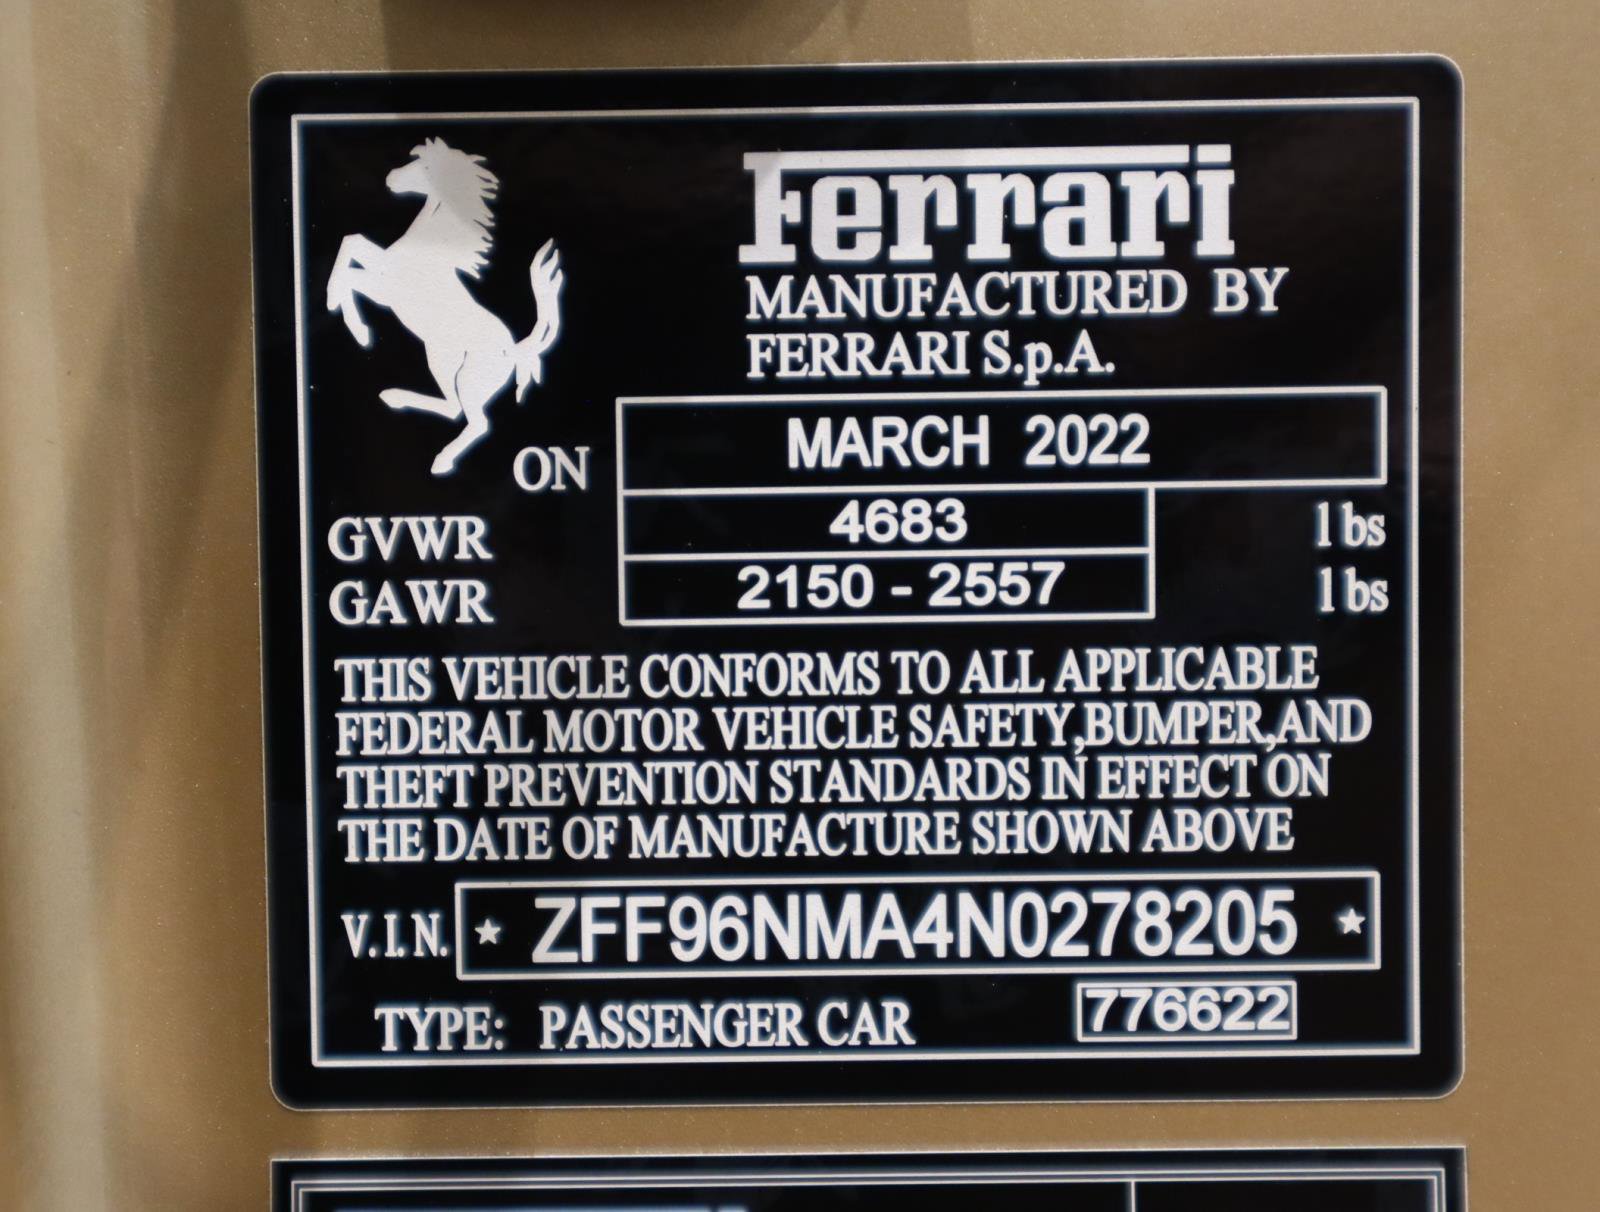 Ferrari
MANUFACTURED BY
FERRARI S.p.A.
ON MARCH 2022
GVWR 4683 lbs
GAWR 2150 - 2557 lbs
THIS VEHICLE CONFORMS TO ALL APPLICABLE
FEDERAL MOTOR VEHICLE SAFETY,BUMPER,AND
THEFT PREVENTION STANDARDS IN EFFECT ON
THE DATE OF MANUFACTURE SHOWN ABOVE
V.I.N. ★ ZFF96NMA4N0278205 ★
TYPE: PASSENGER CAR 776622